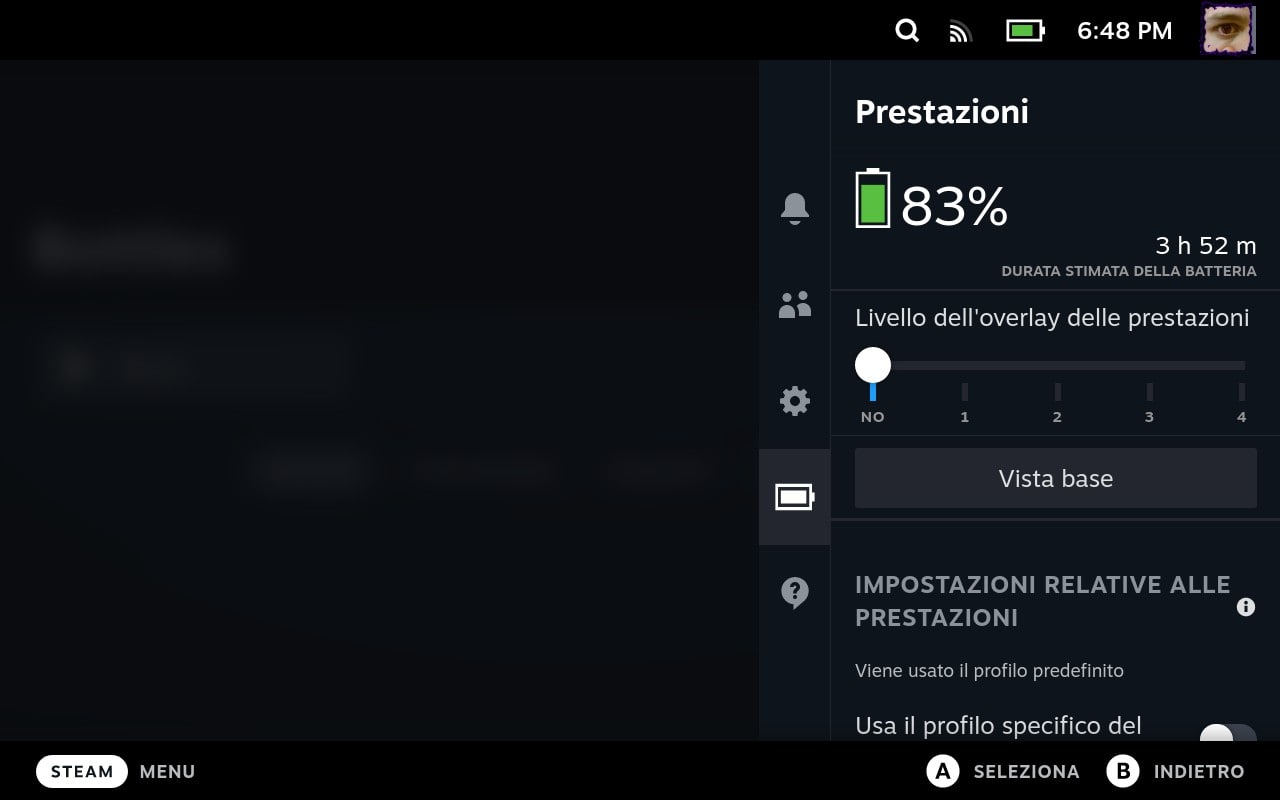 6:48 PM
Prestazioni
83%
3 h 52 m
DURATA STIMATA DELLA BATTERIA
Livello dell'overlay delle prestazioni
NO 1 2 3 4
Vista base
IMPOSTAZIONI RELATIVE ALLE
PRESTAZIONI
Viene usato il profilo predefinito
Usa il profilo specifico del
STEAM MENU A SELEZIONA B INDIETRO